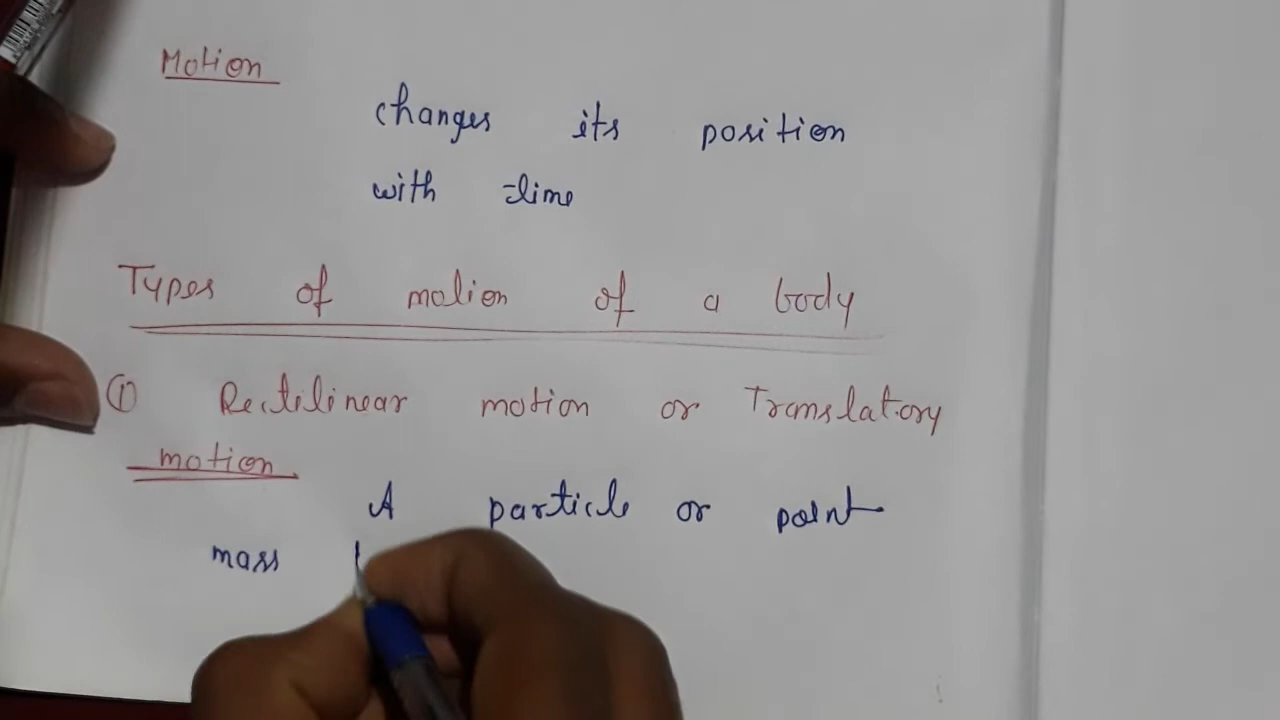 Motion
changes its position
with time
Types of motion of a body
① Rectilinear motion or Translatory
motion
A particle or point
mass